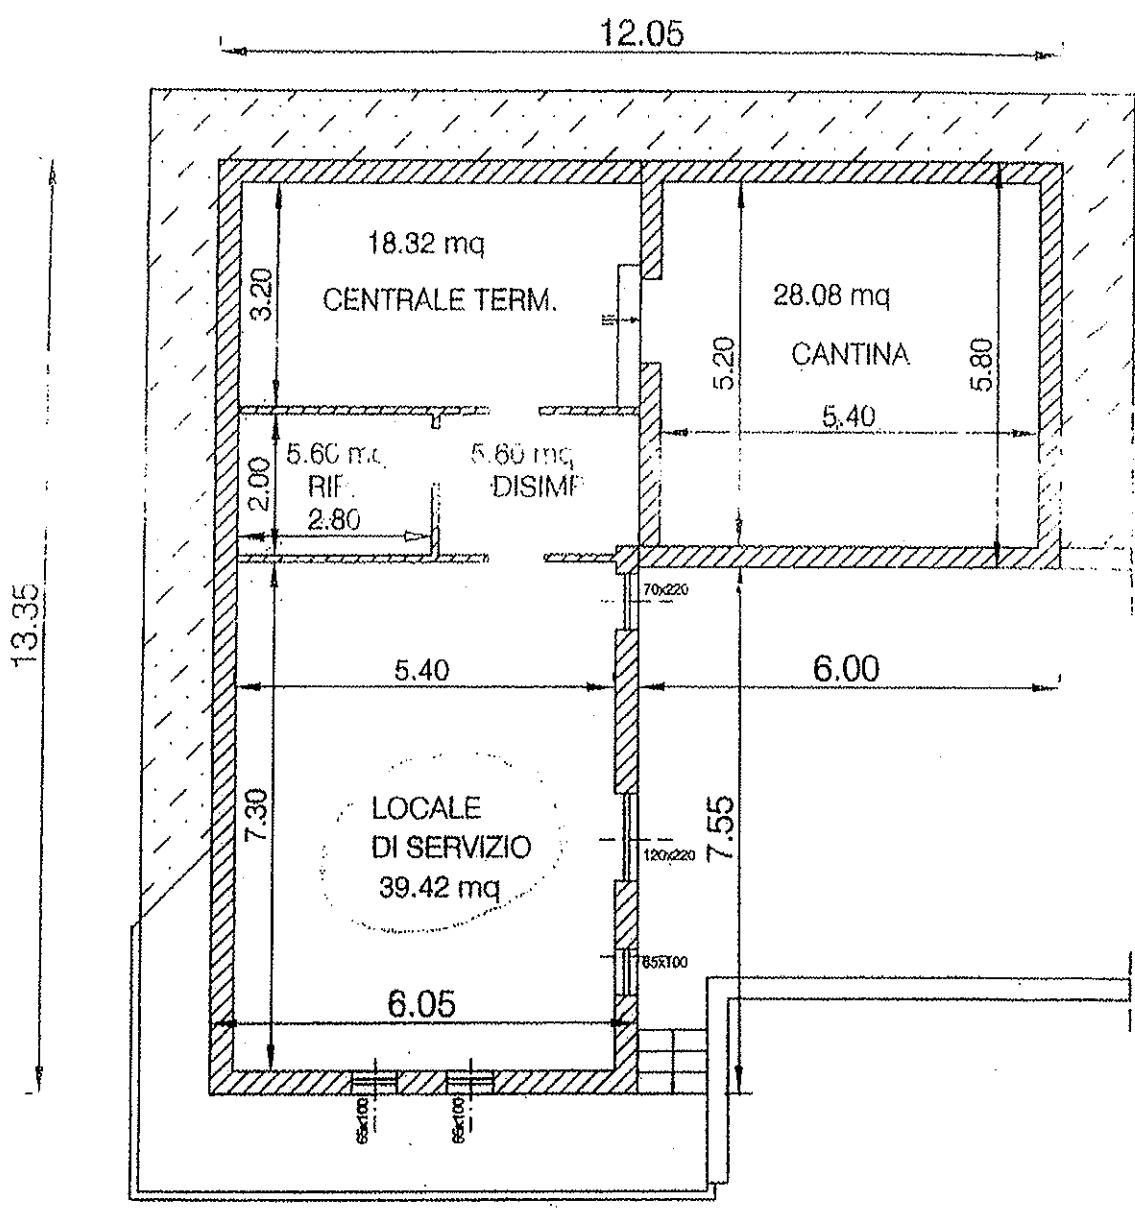 12.05
18.32 mq
CENTRALE TERM.
3.20
28.08 mq
CANTINA
5.20
5.80
5.40
5.60
RIP.
2.00
2.80
5.60 mq
DISIMP
13.35
70x220
5.40
6.00
LOCALE
DI SERVIZIO
39.42 mq
7.30
7.55
120x220
65x100
6.05
65x100
65x100